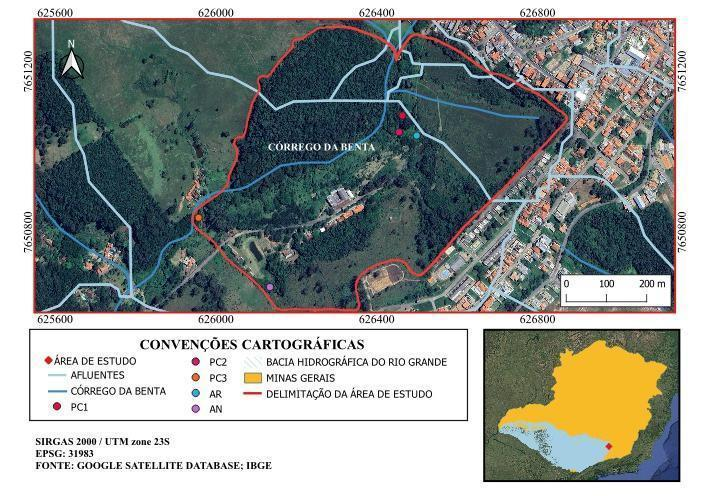 625600 626000 626400 626800
7651200 7651200
N
CÓRREGO DA BENTA
7650800 7650800
0 100 200 m
625600 626000 626400 626800
CONVENÇÕES CARTOGRÁFICAS
ÁREA DE ESTUDO
AFLUENTES
CÓRREGO DA BENTA
PC1
PC2
PC3
AR
AN
BACIA HIDROGRÁFICA DO RIO GRANDE
MINAS GERAIS
DELIMITAÇÃO DA ÁREA DE ESTUDO
SIRGAS 2000 / UTM zone 23S
EPSG: 31983
FONTE: GOOGLE SATELLITE DATABASE; IBGE